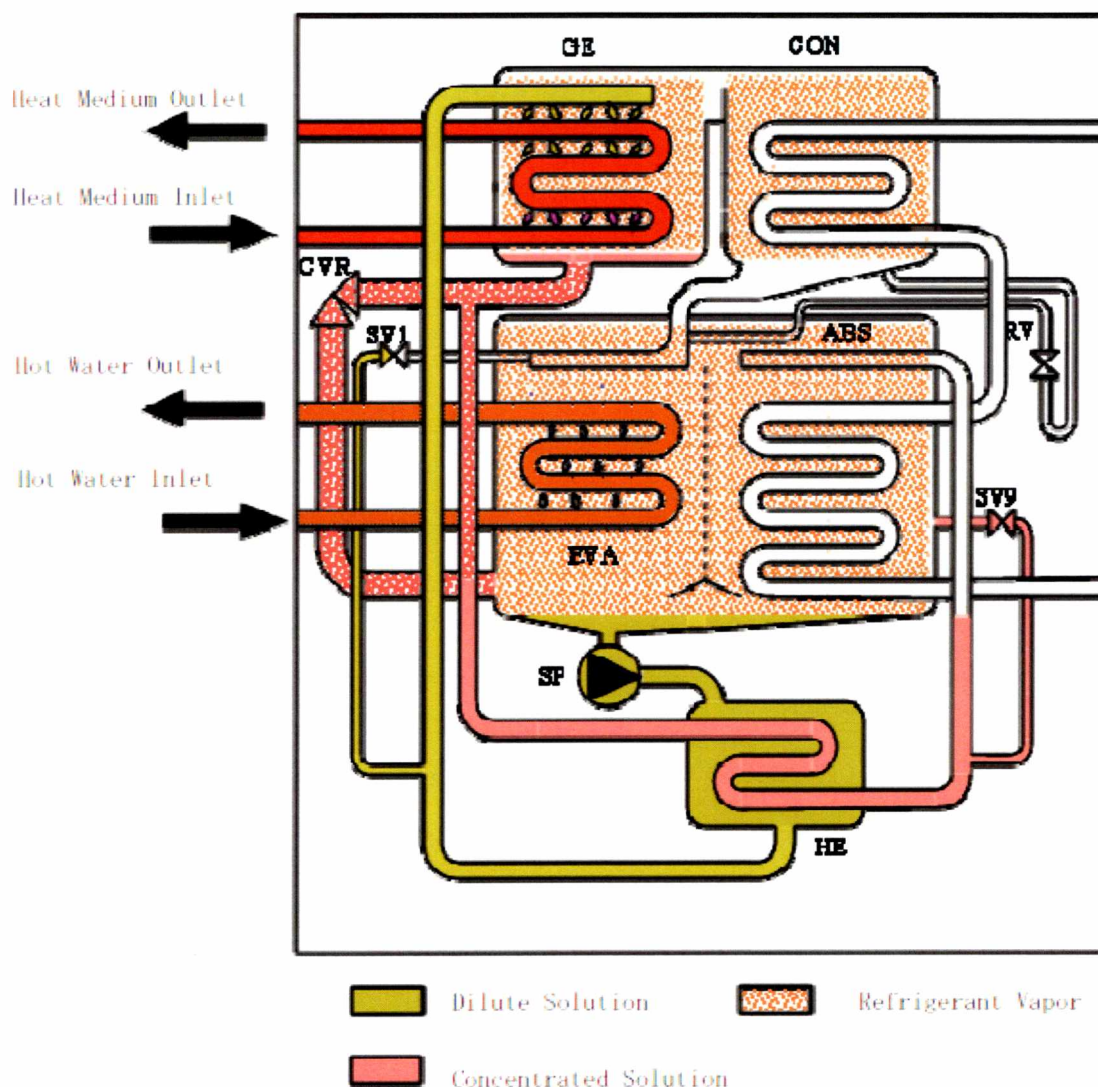 GE CON
Heat Medium Outlet
Heat Medium Inlet
CVR
SV1
ABS
RV
Hot Water Outlet
Hot Water Inlet
SV9
EVA
SP
HE
Dilute Solution
Refrigerant Vapor
Concentrated Solution